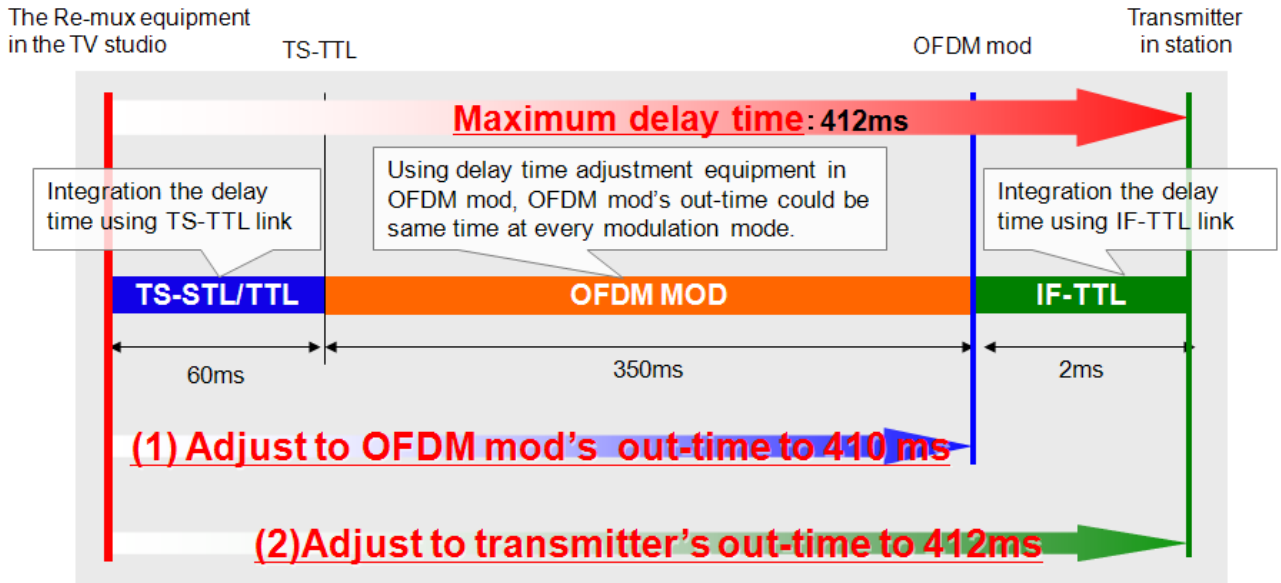 The Re-mux equipment
in the TV studio
TS-TTL
OFDM mod
Transmitter
in station
Maximum delay time: 412ms
Integration the delay
time using TS-TTL link
Using delay time adjustment equipment in
OFDM mod, OFDM mod's out-time could be
same time at every modulation mode.
Integration the delay
time using IF-TTL link
TS-STL/TTL
OFDM MOD
IF-TTL
60ms
350ms
2ms
(1) Adjust to OFDM mod's out-time to 410 ms
(2)Adjust to transmitter's out-time to 412ms